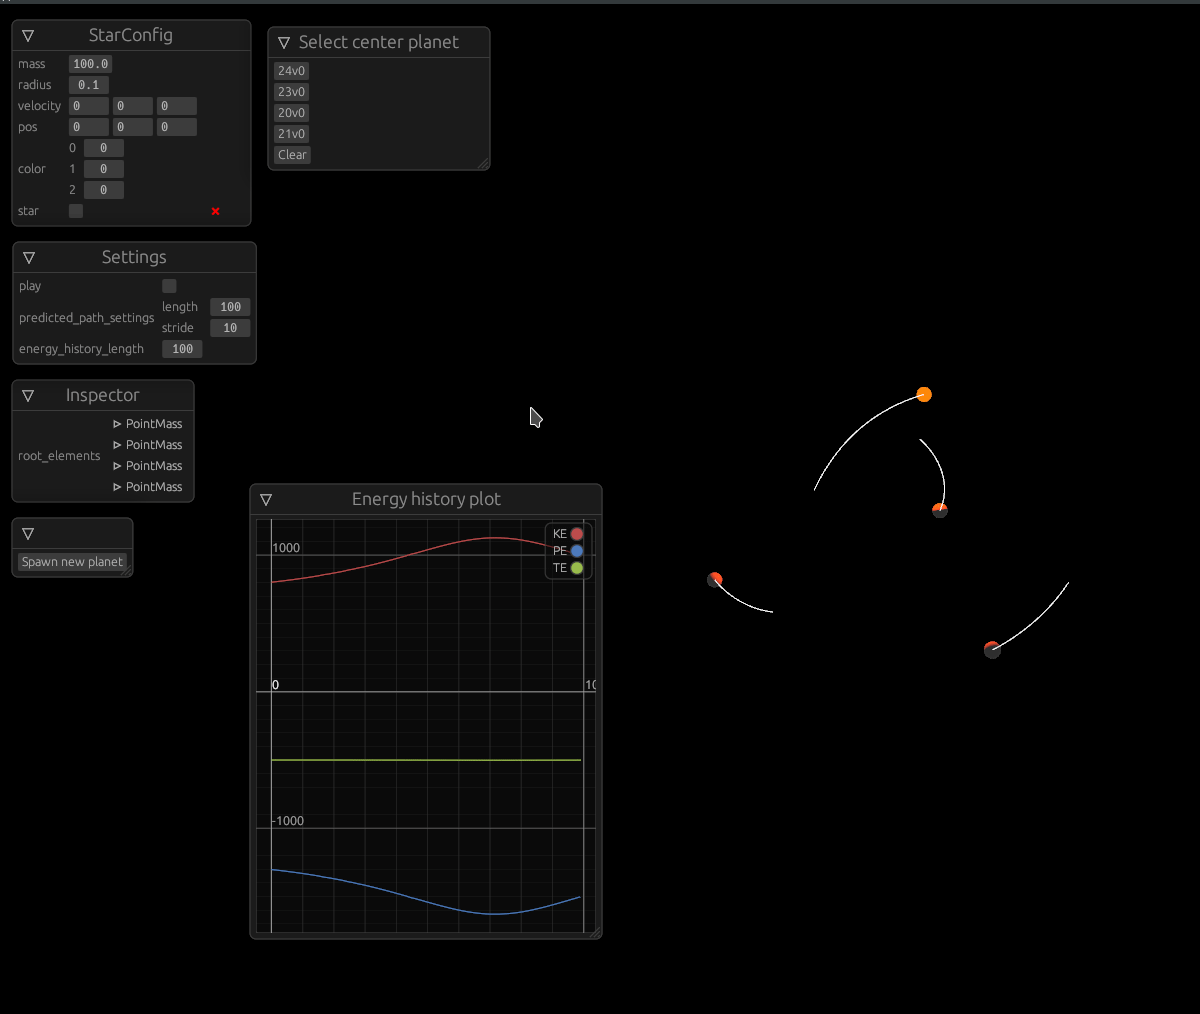 StarConfig
mass 100.0
radius 0.1
velocity 0 0 0
pos 0 0 0
0 0
color 1 0
2 0
star
Select center planet
24v0
23v0
20v0
21v0
Clear
Settings
play
length 100
predicted_path_settings
stride 10
energy_history_length 100
Inspector
PointMass
PointMass
root_elements
PointMass
PointMass
Spawn new planet
Energy history plot
KE
1000
PE
TE
0
-1000